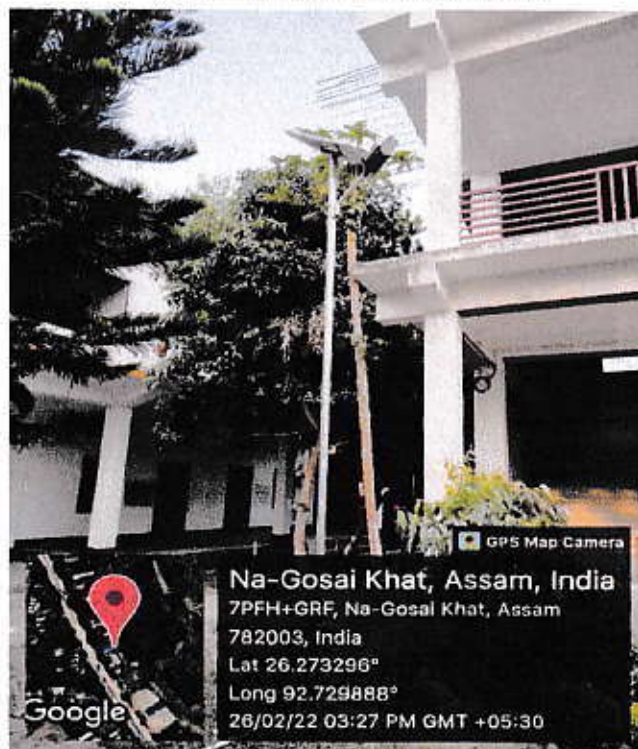 GPS Map Camera
Na-Gosai Khat, Assam, India
7PFH+GRF, Na-Gosai Khat, Assam
782003, India
Lat 26.273296°
Long 92.729888°
26/02/22 03:27 PM GMT +05:30
Google